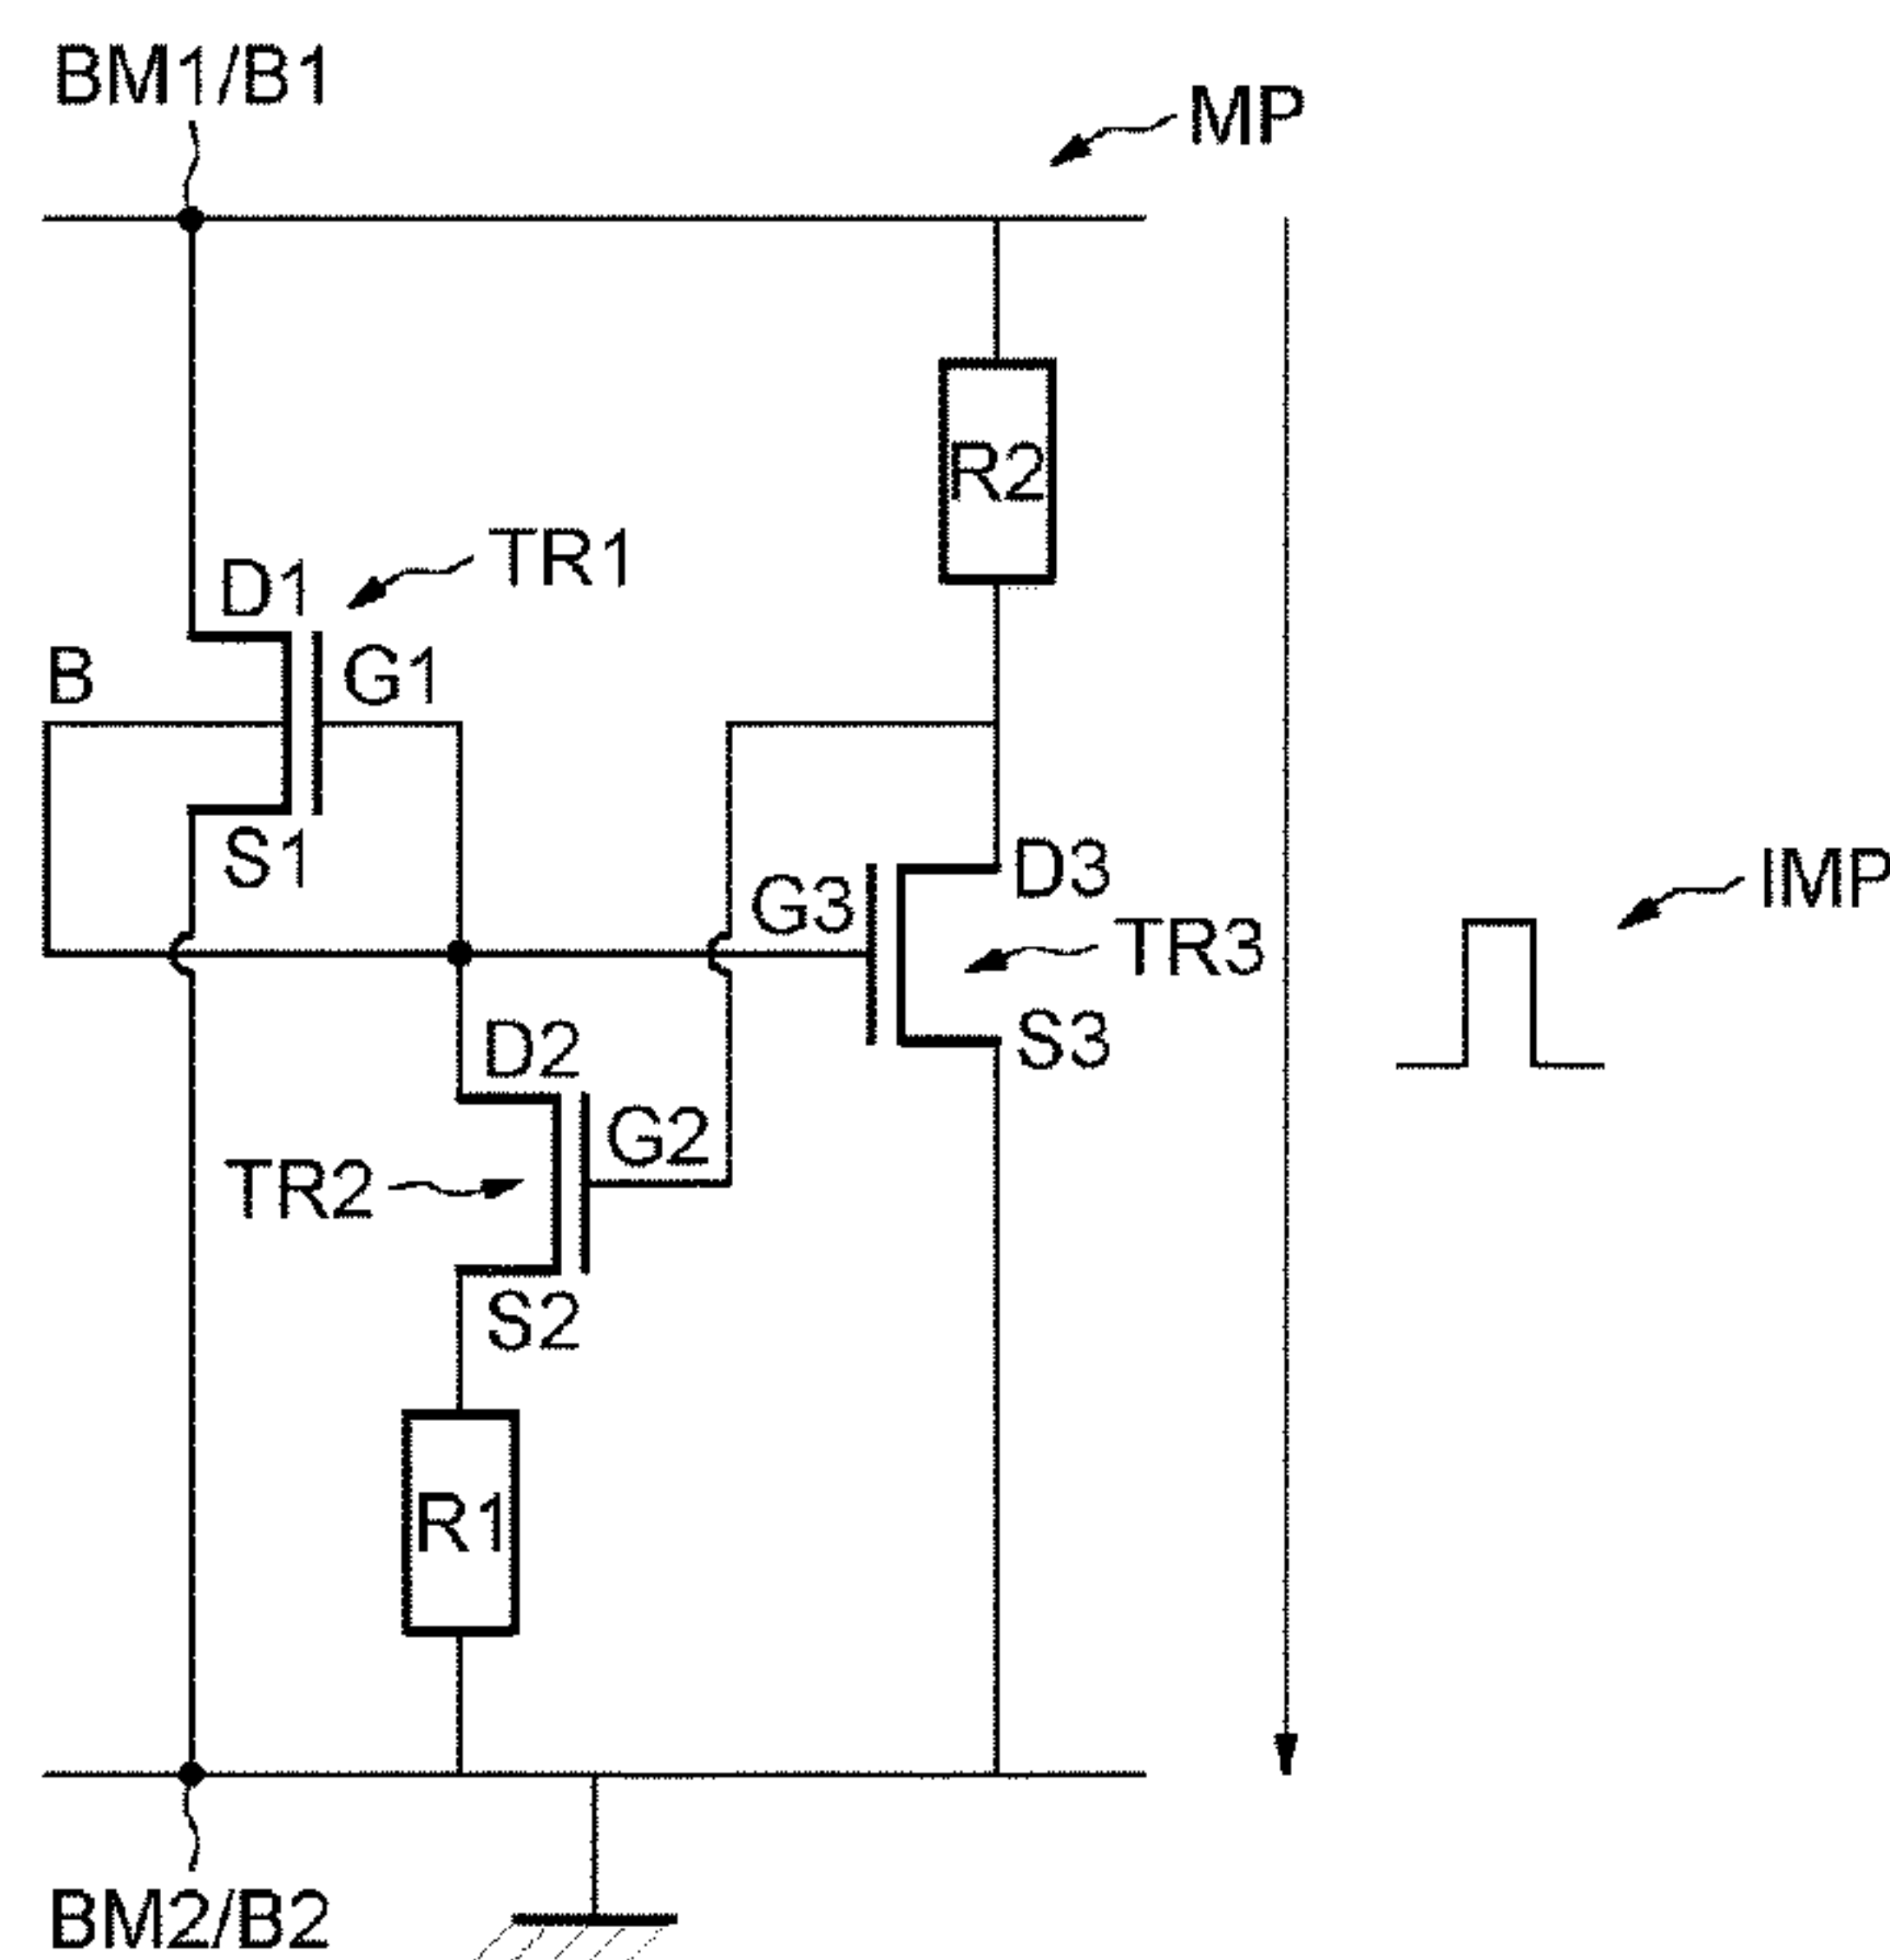 BM1/B1
MP
R2
TR1
D1
B
G1
S1
D3
G3
IMP
TR3
S3
D2
G2
TR2
S2
R1
BM2/B2